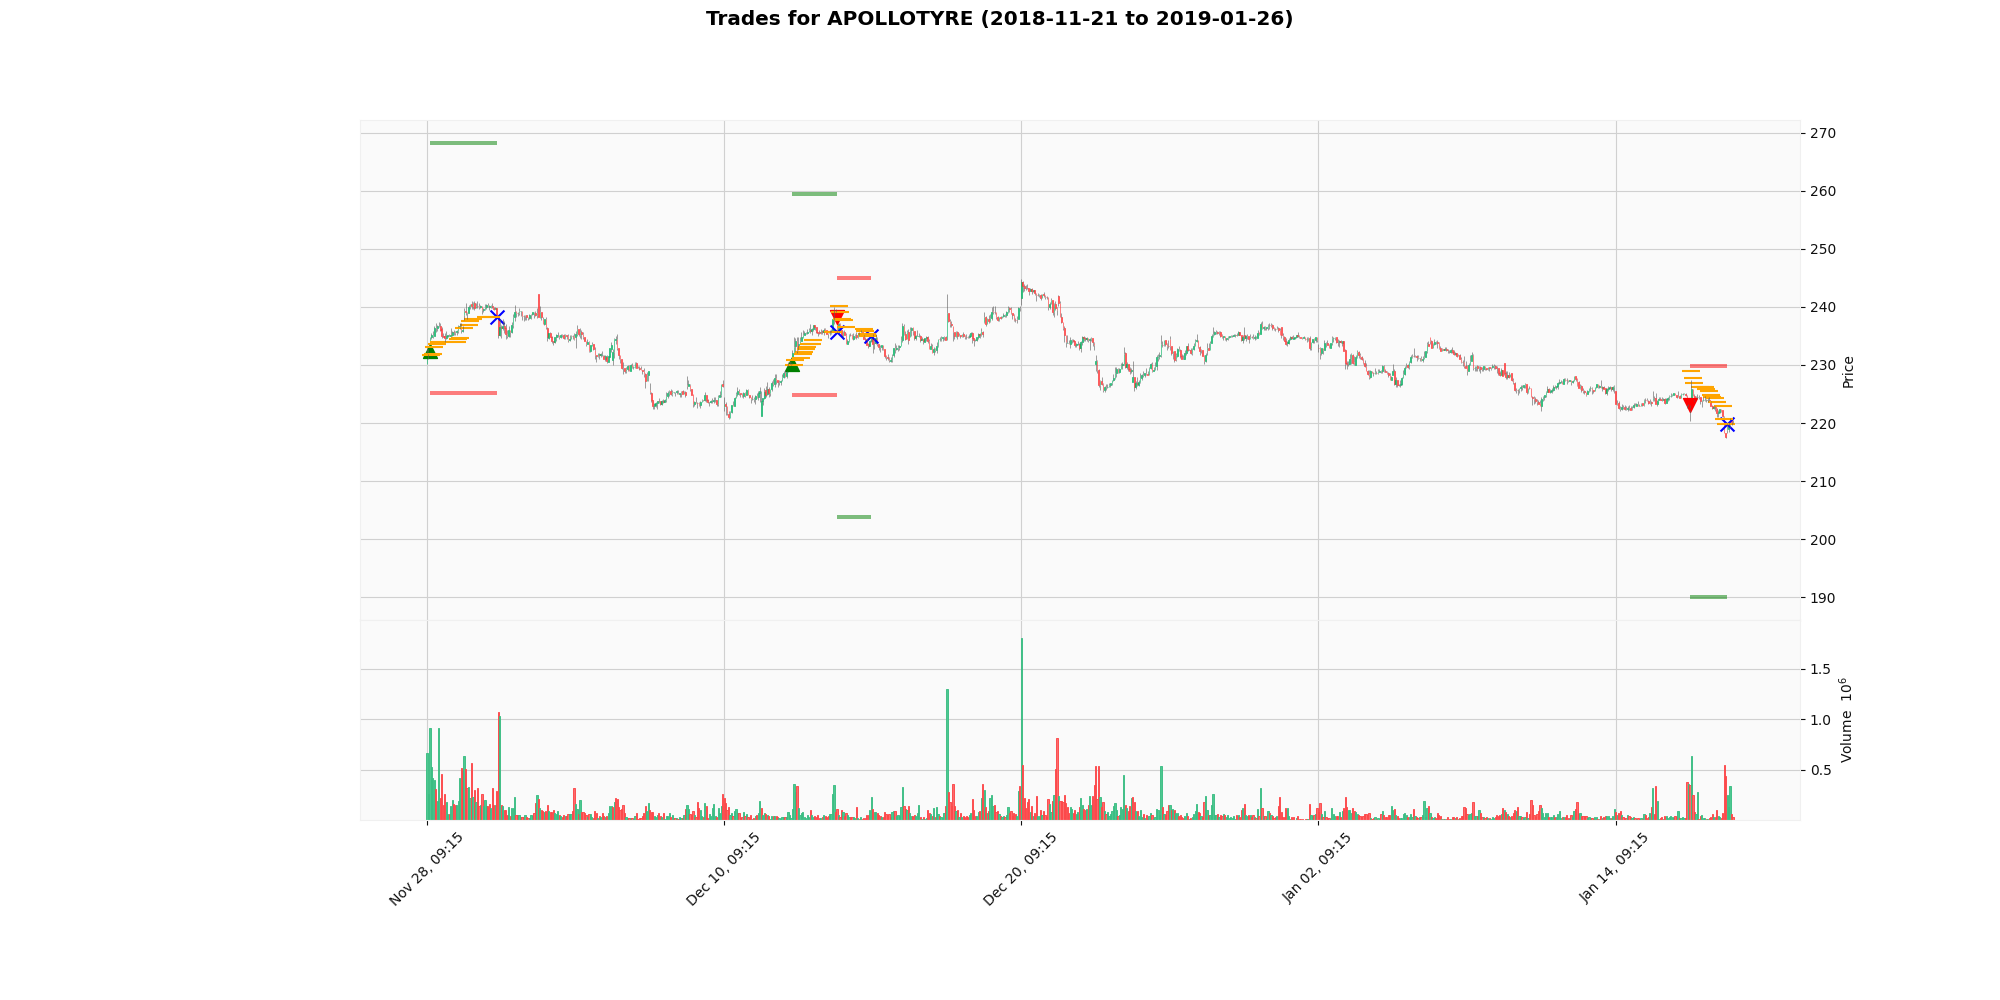 Trades for APOLLOTYRE (2018-11-21 to 2019-01-26)
270
260
250
240
230
220
210
200
190
Price
1.5
1.0
0.5
Volume 10^6
Nov 28, 09:15
Dec 10, 09:15
Dec 20, 09:15
Jan 02, 09:15
Jan 14, 09:15